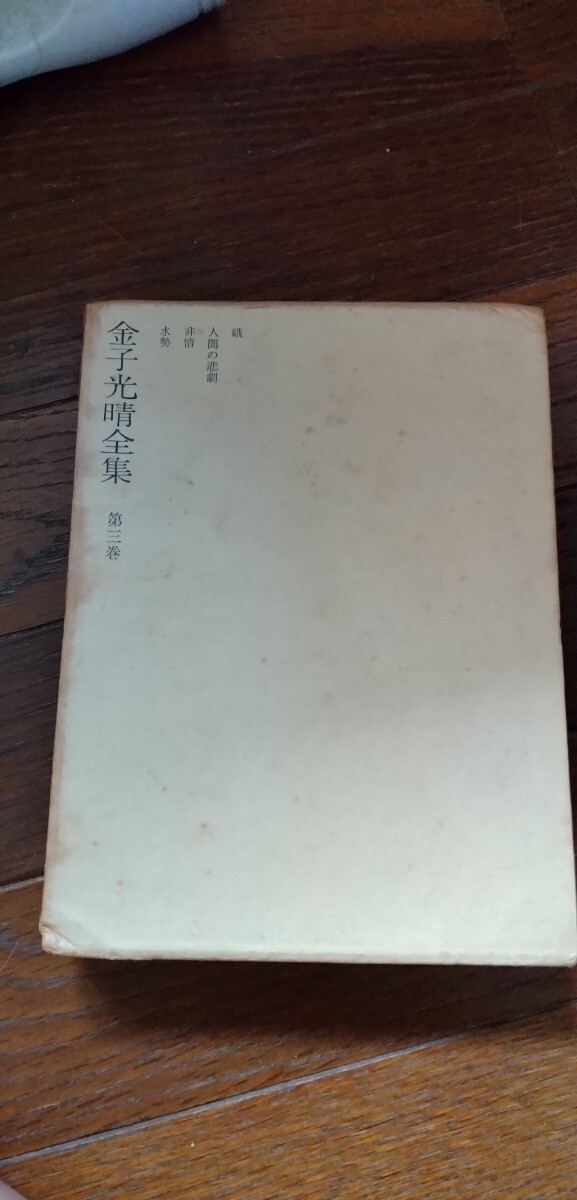 蛾
人間の悲劇
非情
水勢
金子光晴全集 第三巻